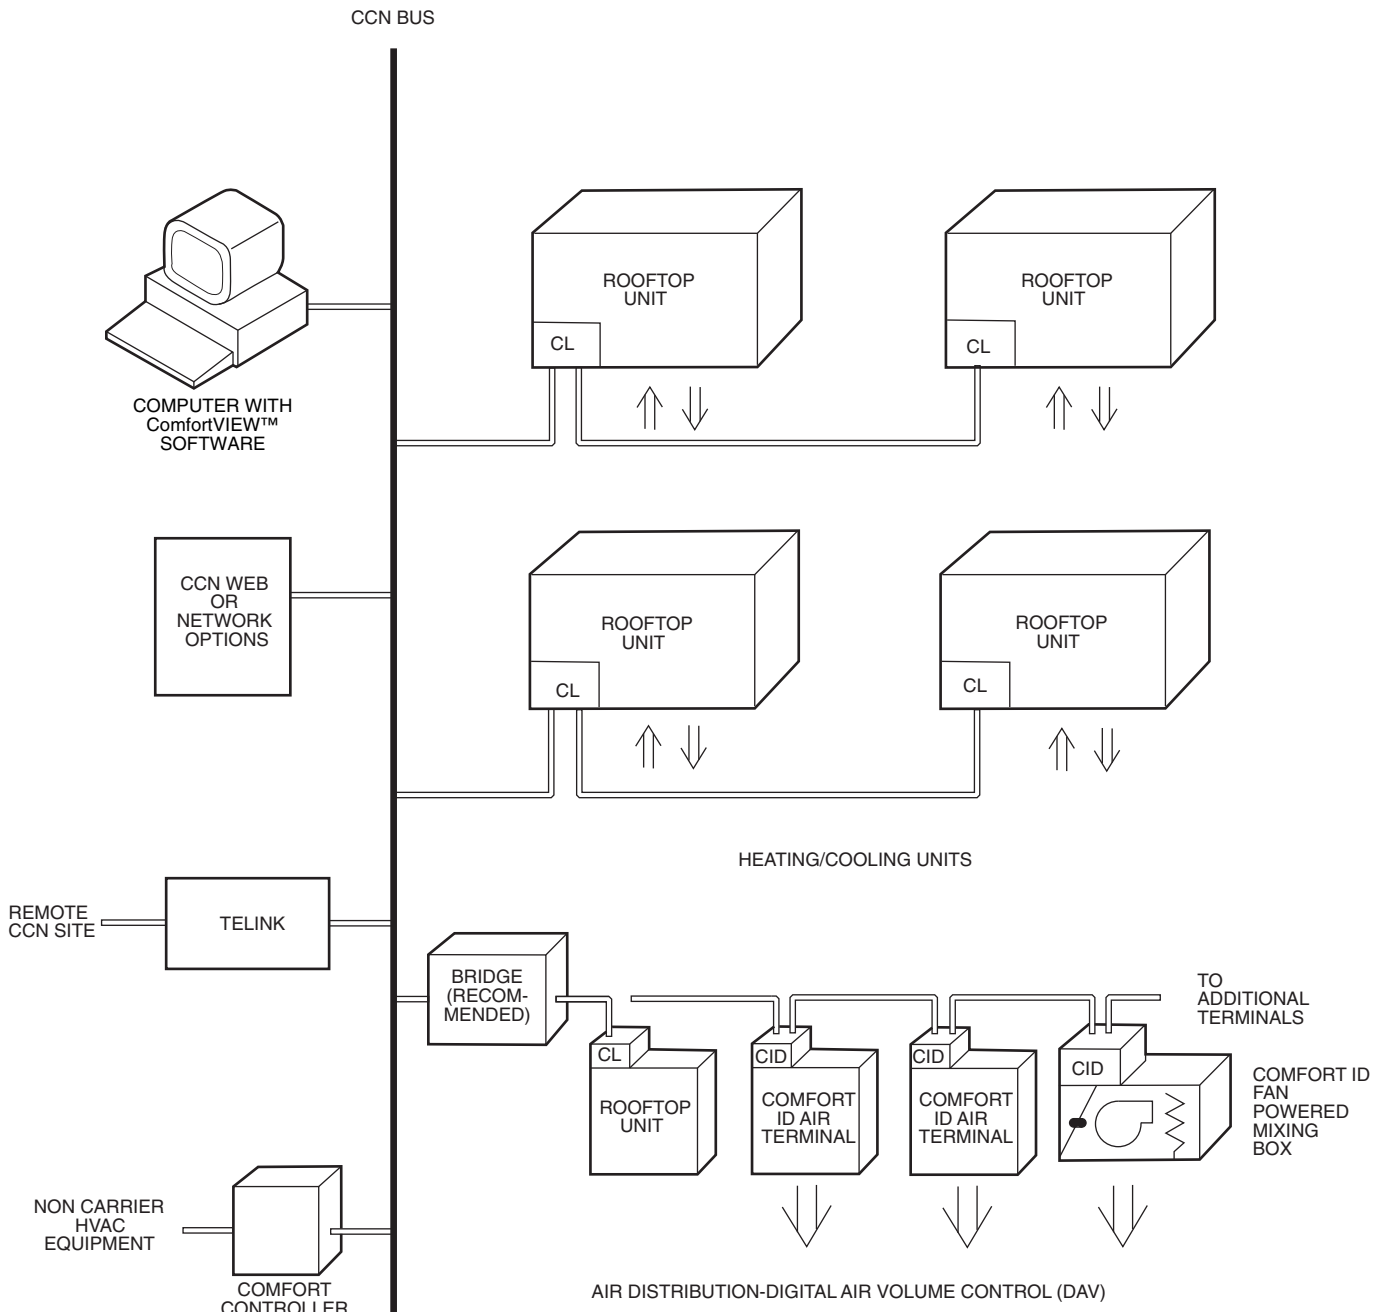 CCN BUS
ROOFTOP
UNIT
CL
ROOFTOP
UNIT
CL
COMPUTER WITH
ComfortVIEW™
SOFTWARE
CCN WEB
OR
NETWORK
OPTIONS
ROOFTOP
UNIT
CL
ROOFTOP
UNIT
CL
HEATING/COOLING UNITS
REMOTE
CCN SITE
TELINK
BRIDGE
(RECOM-
MENDED)
CL
ROOFTOP
UNIT
CID
COMFORT
ID AIR
TERMINAL
CID
COMFORT
ID AIR
TERMINAL
CID
TO
ADDITIONAL
TERMINALS
COMFORT ID
FAN
POWERED
MIXING
BOX
NON CARRIER
HVAC
EQUIPMENT
COMFORT
CONTROLLER
AIR DISTRIBUTION-DIGITAL AIR VOLUME CONTROL (DAV)